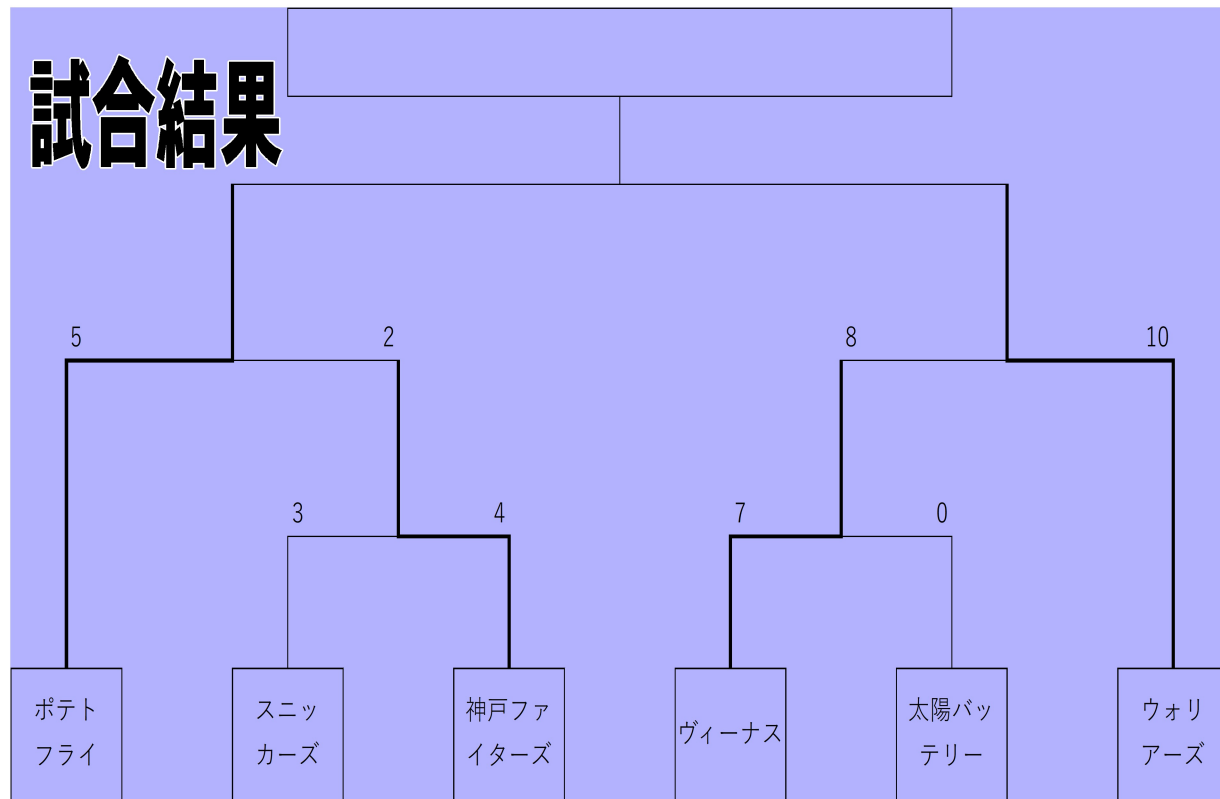 試合結果
5
2
8
10
3
4
7
0
ポテト
フライ
スニッ
カーズ
神戸ファ
イターズ
ヴィーナス
太陽バッ
テリー
ウォリ
アーズ